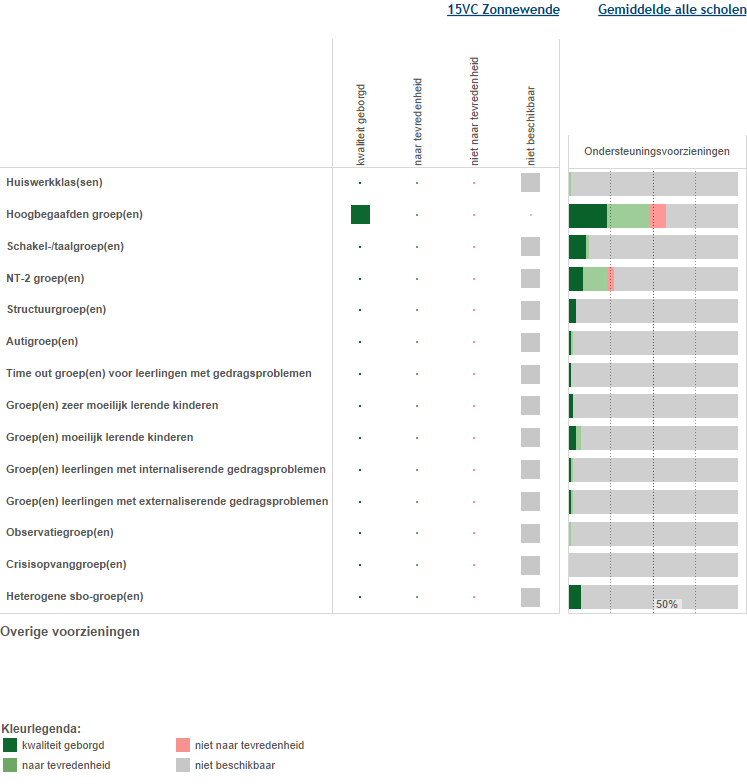 15VC Zonnewende
Gemiddelde alle scholen
kwaliteit geborgd
naar tevredenheid
niet naar tevredenheid
niet beschikbaar
Ondersteuningsvoorzieningen
Huiswerkklas(sen)
Hoogbegaafden groep(en)
Schakel-/taalgroep(en)
NT-2 groep(en)
Structuurgroep(en)
Autigroep(en)
Time out groep(en) voor leerlingen met gedragsproblemen
Groep(en) zeer moeilijk lerende kinderen
Groep(en) moeilijk lerende kinderen
Groep(en) leerlingen met internaliserende gedragsproblemen
Groep(en) leerlingen met externaliserende gedragsproblemen
Observatiegroep(en)
Crisisopvanggroep(en)
Heterogene sbo-groep(en)
50%
Overige voorzieningen
Kleurlegenda:
kwaliteit geborgd
niet naar tevredenheid
naar tevredenheid
niet beschikbaar